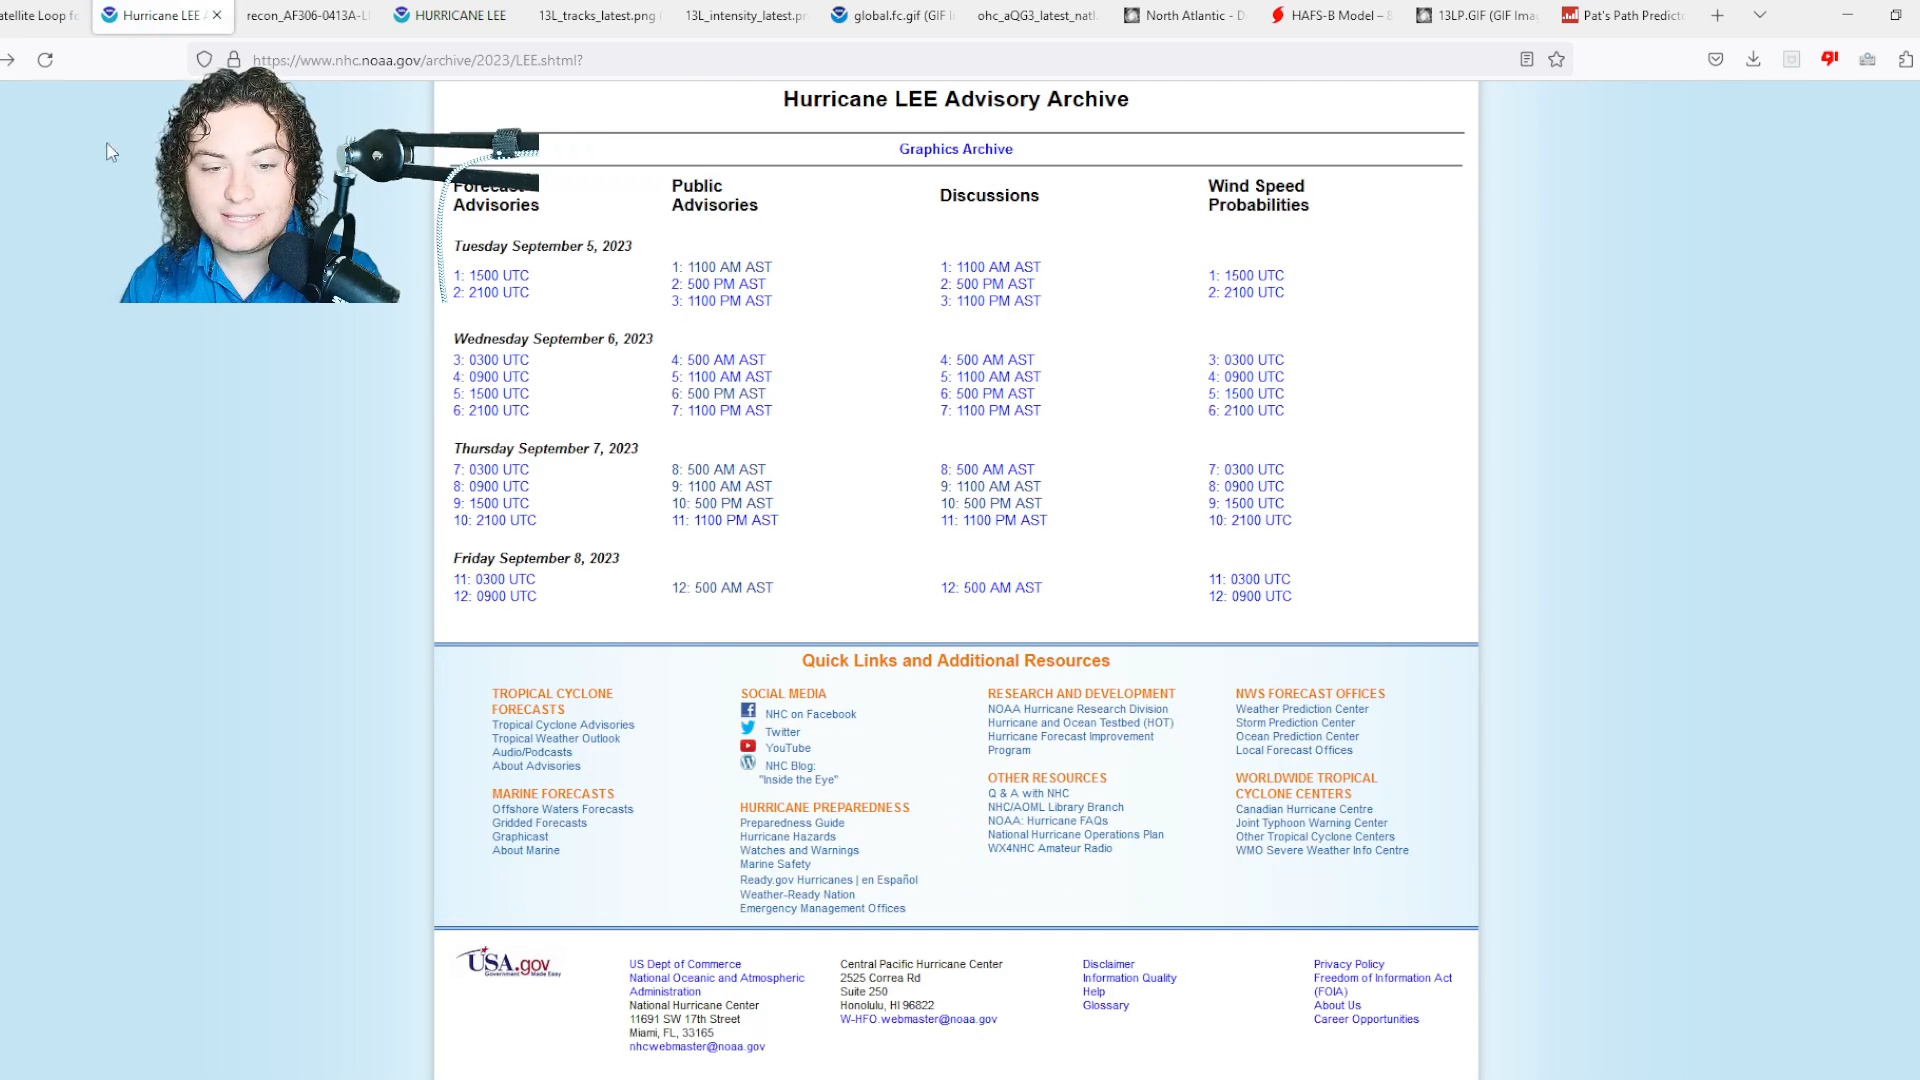 atellite Loop fo
Hurricane LEE A
recon_AF306-0413A-L
HURRICANE LEE
13L_tracks_latest.png
13L_intensity_latest.pn
global.fc.gif (GIF I
ohc_aQG3_latest_natl
North Atlantic - D
HAFS-B Model – 8
13LP.GIF (GIF Ima
Pat's Path Predicto
https://www.nhc.noaa.gov/archive/2023/LEE.shtml?
Hurricane LEE Advisory Archive
Graphics Archive
Forecast
Advisories
Public
Advisories
Discussions
Wind Speed
Probabilities
Tuesday September 5, 2023
1: 1500 UTC
2: 2100 UTC
1: 1100 AM AST
2: 500 PM AST
3: 1100 PM AST
1: 1100 AM AST
2: 500 PM AST
3: 1100 PM AST
1: 1500 UTC
2: 2100 UTC
Wednesday September 6, 2023
3: 0300 UTC
4: 0900 UTC
5: 1500 UTC
6: 2100 UTC
4: 500 AM AST
5: 1100 AM AST
6: 500 PM AST
7: 1100 PM AST
4: 500 AM AST
5: 1100 AM AST
6: 500 PM AST
7: 1100 PM AST
3: 0300 UTC
4: 0900 UTC
5: 1500 UTC
6: 2100 UTC
Thursday September 7, 2023
7: 0300 UTC
8: 0900 UTC
9: 1500 UTC
10: 2100 UTC
8: 500 AM AST
9: 1100 AM AST
10: 500 PM AST
11: 1100 PM AST
8: 500 AM AST
9: 1100 AM AST
10: 500 PM AST
11: 1100 PM AST
7: 0300 UTC
8: 0900 UTC
9: 1500 UTC
10: 2100 UTC
Friday September 8, 2023
11: 0300 UTC
12: 0900 UTC
12: 500 AM AST
12: 500 AM AST
11: 0300 UTC
12: 0900 UTC
Quick Links and Additional Resources
TROPICAL CYCLONE
FORECASTS
Tropical Cyclone Advisories
Tropical Weather Outlook
Audio/Podcasts
About Advisories
MARINE FORECASTS
Offshore Waters Forecasts
Gridded Forecasts
Graphicast
About Marine
SOCIAL MEDIA
NHC on Facebook
Twitter
YouTube
NHC Blog:
"Inside the Eye"
HURRICANE PREPAREDNESS
Preparedness Guide
Hurricane Hazards
Watches and Warnings
Marine Safety
Ready.gov Hurricanes | en Español
Weather-Ready Nation
Emergency Management Offices
RESEARCH AND DEVELOPMENT
NOAA Hurricane Research Division
Hurricane and Ocean Testbed (HOT)
Hurricane Forecast Improvement
Program
OTHER RESOURCES
Q & A with NHC
NHC/AOML Library Branch
NOAA: Hurricane FAQs
National Hurricane Operations Plan
WX4NHC Amateur Radio
NWS FORECAST OFFICES
Weather Prediction Center
Storm Prediction Center
Ocean Prediction Center
Local Forecast Offices
WORLDWIDE TROPICAL
CYCLONE CENTERS
Canadian Hurricane Centre
Joint Typhoon Warning Center
Other Tropical Cyclone Centers
WMO Severe Weather Info Centre
USA.gov
Government Made Easy
US Dept of Commerce
National Oceanic and Atmospheric
Administration
National Hurricane Center
11691 SW 17th Street
Miami, FL, 33165
nhcwebmaster@noaa.gov
Central Pacific Hurricane Center
2525 Correa Rd
Suite 250
Honolulu, HI 96822
W-HFO.webmaster@noaa.gov
Disclaimer
Information Quality
Help
Glossary
Privacy Policy
Freedom of Information Act
(FOIA)
About Us
Career Opportunities